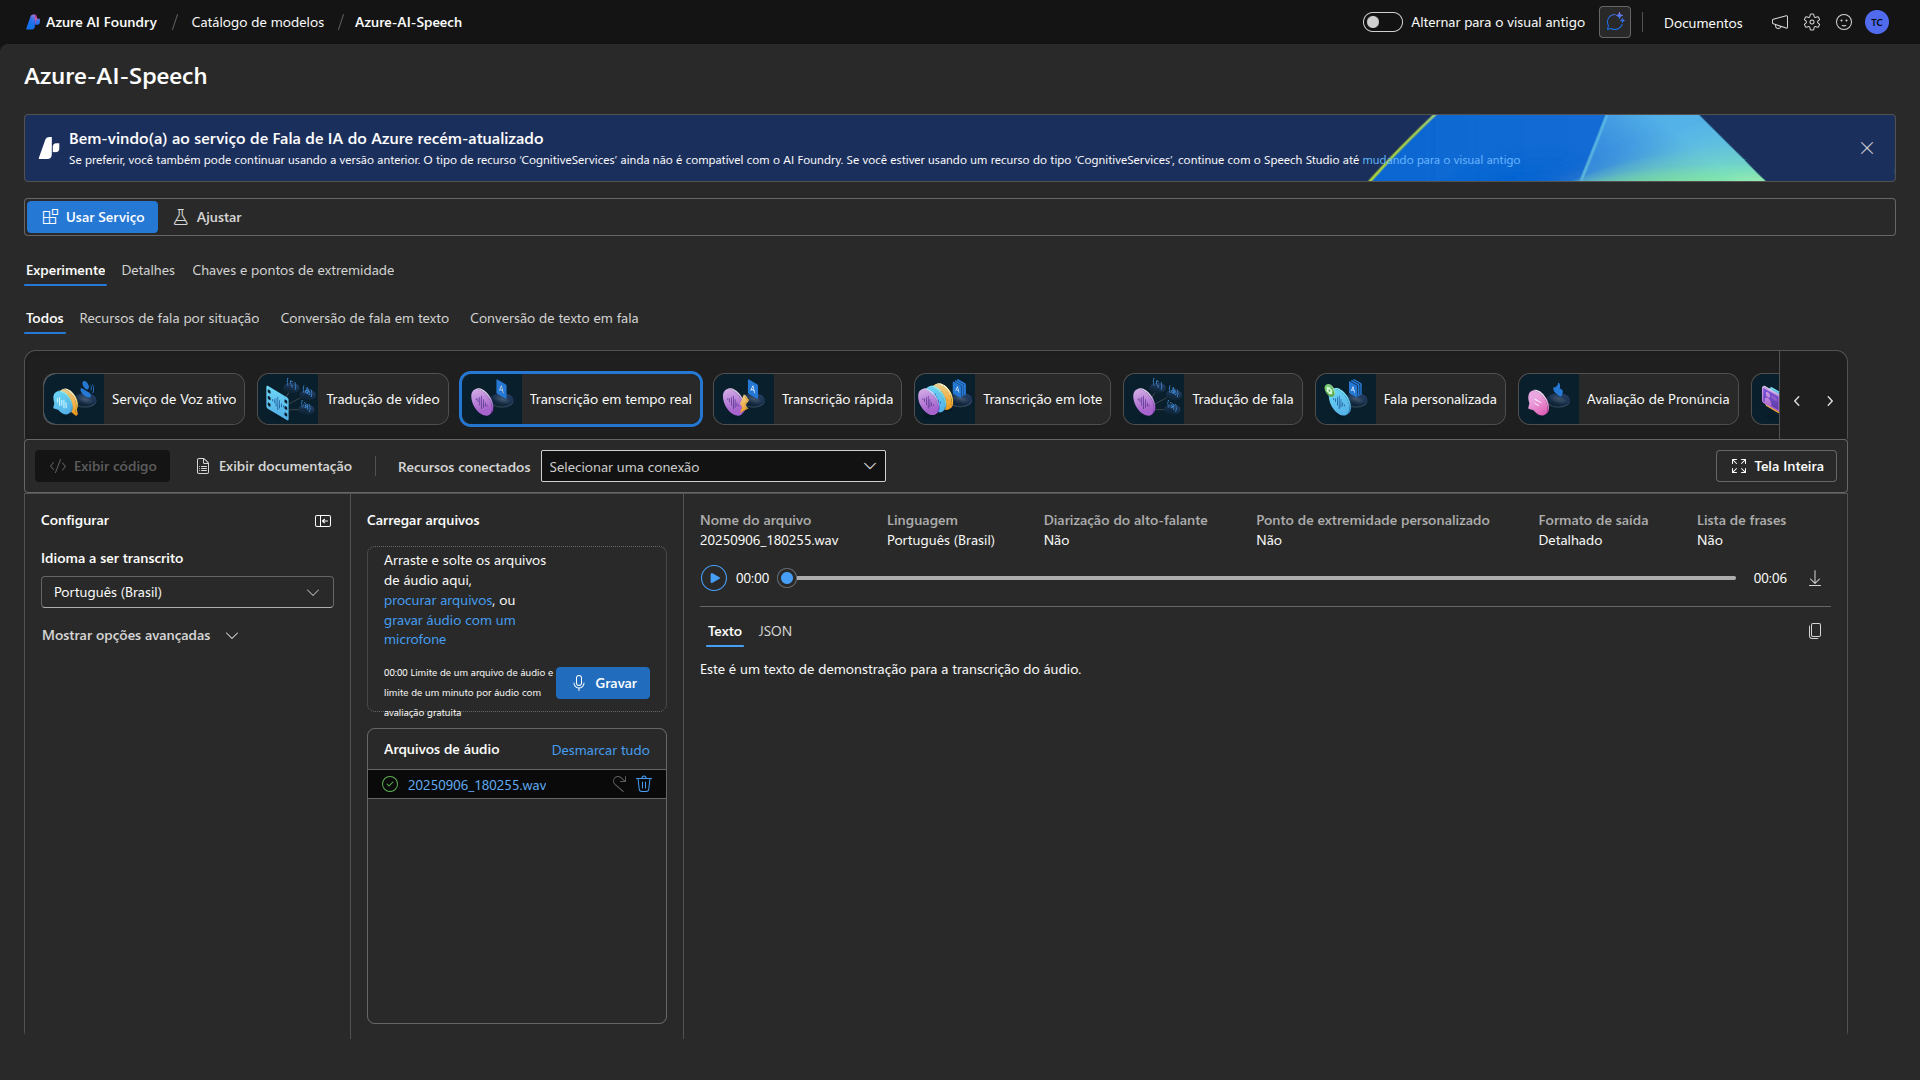 Azure AI Foundry / Catálogo de modelos / Azure-AI-Speech
Alternar para o visual antigo
Documentos
TC
Azure-AI-Speech
Bem-vindo(a) ao serviço de Fala de IA do Azure recém-atualizado
Se preferir, você também pode continuar usando a versão anterior. O tipo de recurso 'CognitiveServices' ainda não é compatível com o AI Foundry. Se você estiver usando um recurso do tipo 'CognitiveServices', continue com o Speech Studio até mudando para o visual antigo
Usar Serviço
Ajustar
Experimente
Detalhes
Chaves e pontos de extremidade
Todos
Recursos de fala por situação
Conversão de fala em texto
Conversão de texto em fala
Serviço de Voz ativo
Tradução de vídeo
Transcrição em tempo real
Transcrição rápida
Transcrição em lote
Tradução de fala
Fala personalizada
Avaliação de Pronúncia
Exibir código
Exibir documentação
Recursos conectados
Selecionar uma conexão
Tela Inteira
Configurar
Idioma a ser transcrito
Português (Brasil)
Mostrar opções avançadas
Carregar arquivos
Arraste e solte os arquivos
de áudio aqui,
procurar arquivos, ou
gravar áudio com um
microfone
00:00 Limite de um arquivo de áudio e
limite de um minuto por áudio com
avaliação gratuita
Gravar
Arquivos de áudio
Desmarcar tudo
20250906_180255.wav
Nome do arquivo
20250906_180255.wav
Linguagem
Português (Brasil)
Diarização do alto-falante
Não
Ponto de extremidade personalizado
Não
Formato de saída
Detalhado
Lista de frases
Não
00:00
00:06
Texto
JSON
Este é um texto de demonstração para a transcrição do áudio.